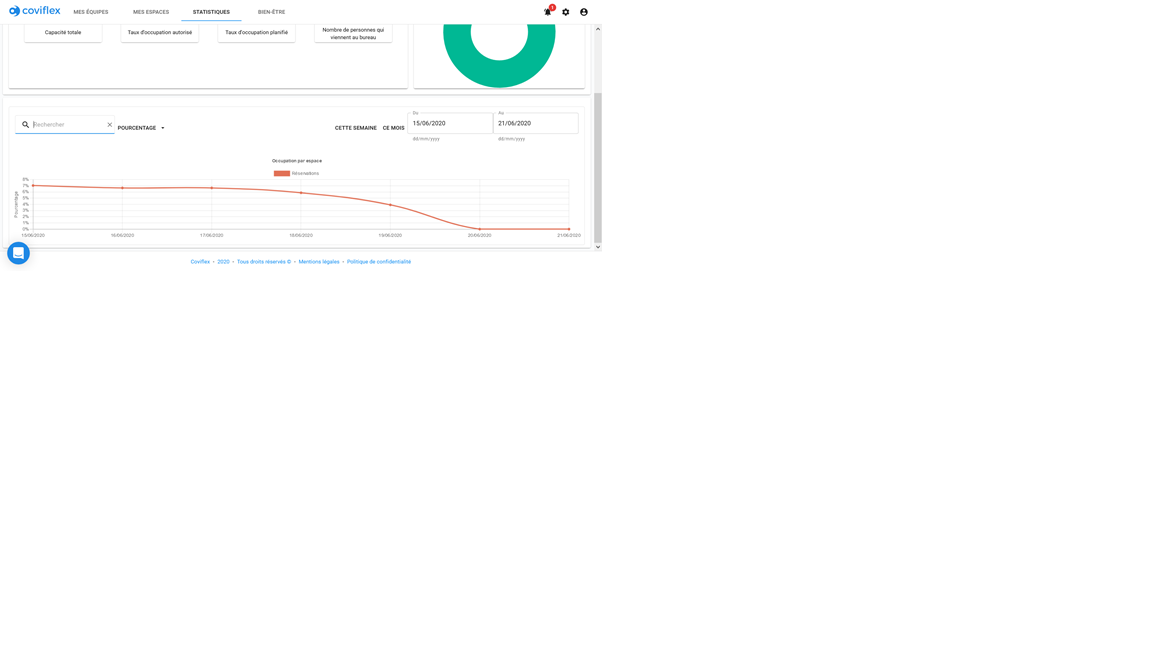 coviflex MES ÉQUIPES MES ESPACES STATISTIQUES BIEN-ÊTRE 1
Capacité totale
Taux d'occupation autorisé
Taux d'occupation planifié
Nombre de personnes qui
viennent au bureau
Rechercher
POURCENTAGE
CETTE SEMAINE CE MOIS
Du
15/06/2020
dd/mm/yyyy
Au
21/06/2020
dd/mm/yyyy
Occupation par espace
Réservations
Pourcentage
8%
7%
6%
5%
4%
3%
2%
1%
0%
15/06/2020 16/06/2020 17/06/2020 18/06/2020 19/06/2020 20/06/2020 21/06/2020
Coviflex • 2020 • Tous droits réservés © • Mentions légales • Politique de confidentialité